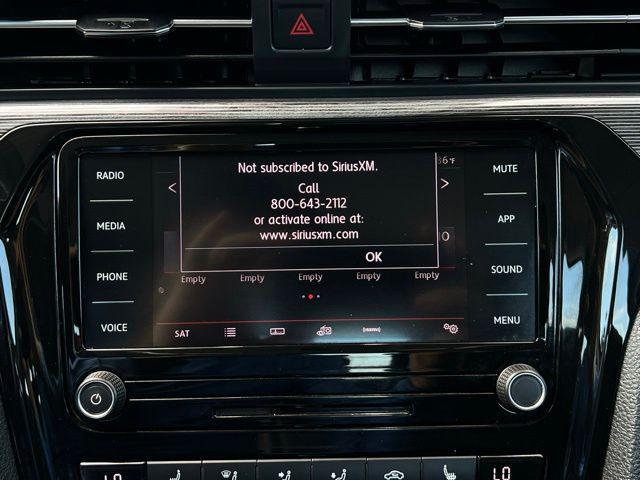 RADIO
MEDIA
PHONE
VOICE
Not subscribed to SiriusXM.
Call
800-643-2112
or activate online at:
www.siriusxm.com
OK
Empty Empty Empty Empty Empty
SAT
MUTE
APP
SOUND
MENU
LO
LO